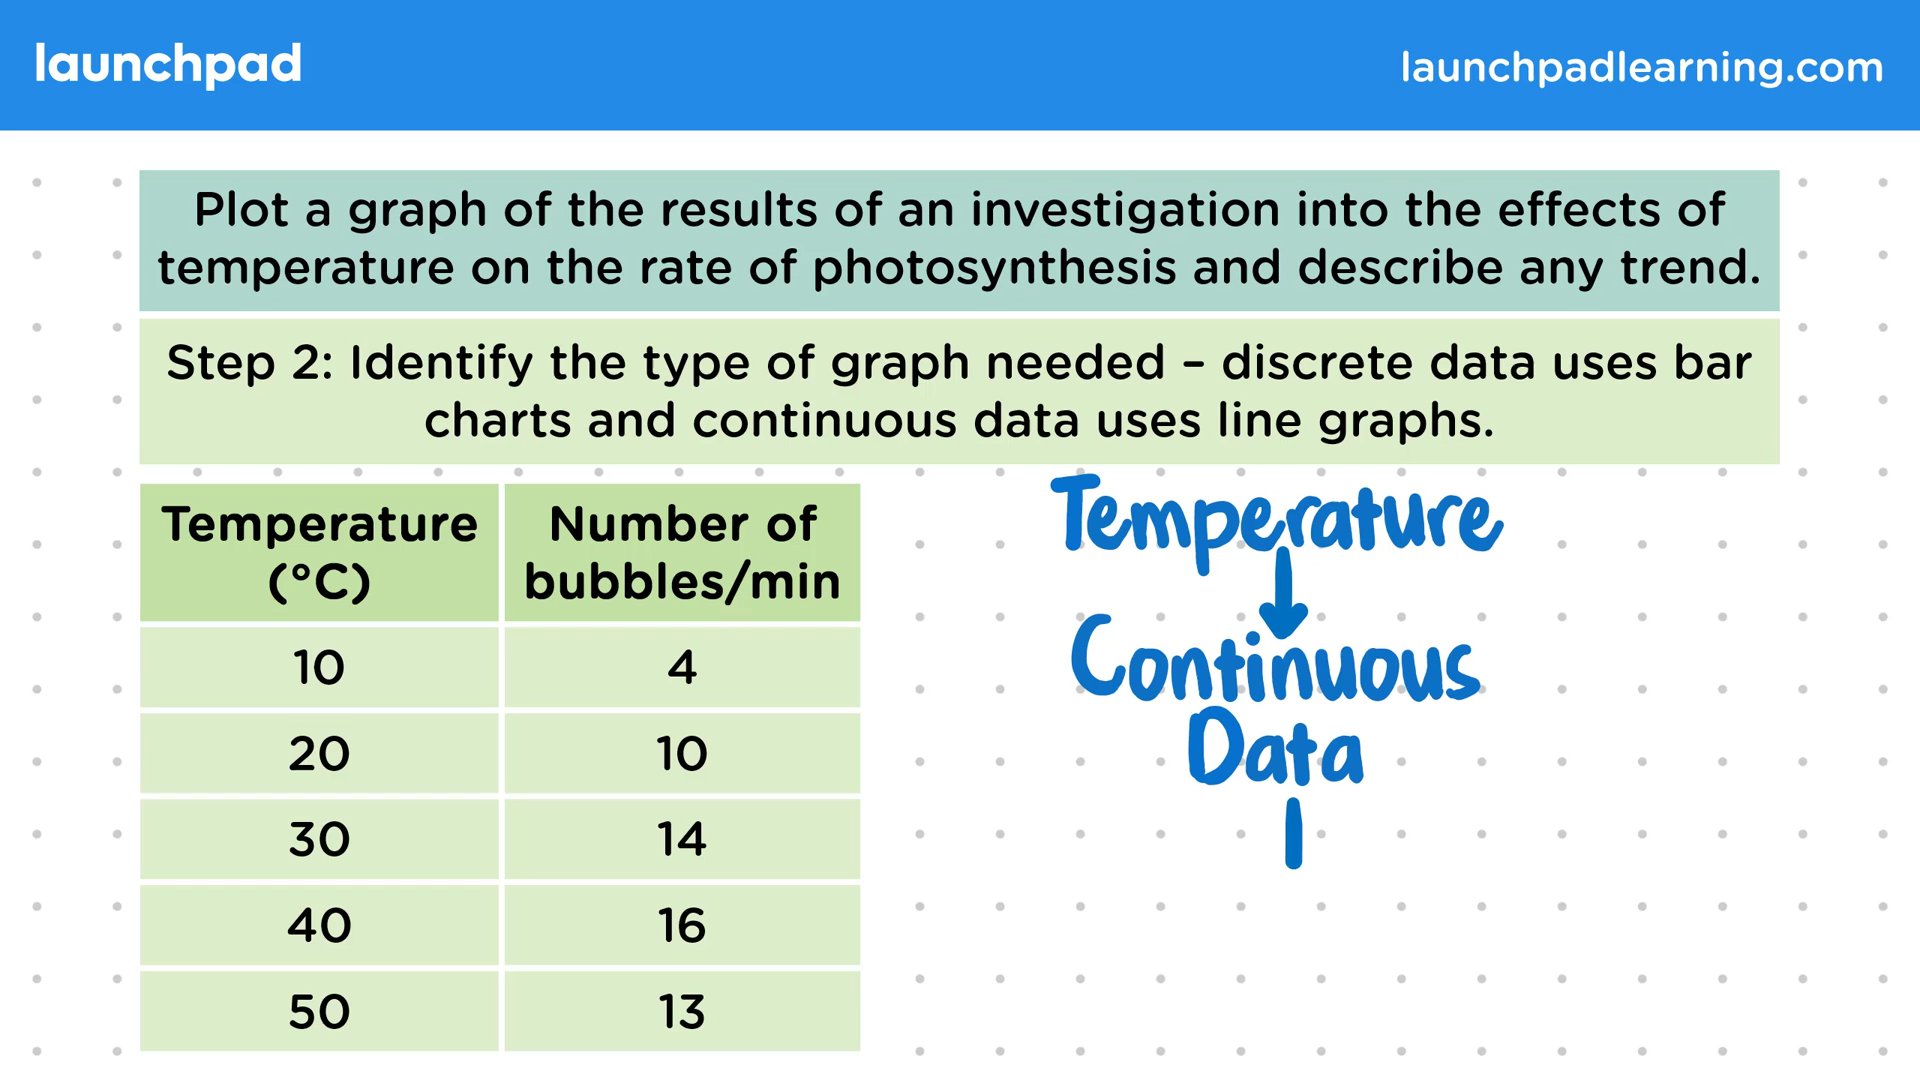 launchpad
launchpadlearning.com
Plot a graph of the results of an investigation into the effects of
temperature on the rate of photosynthesis and describe any trend.
Step 2: Identify the type of graph needed – discrete data uses bar
charts and continuous data uses line graphs.
Temperature
(°C)
Number of
bubbles/min
10 4
20 10
30 14
40 16
50 13
Temperature
Continuous
Data